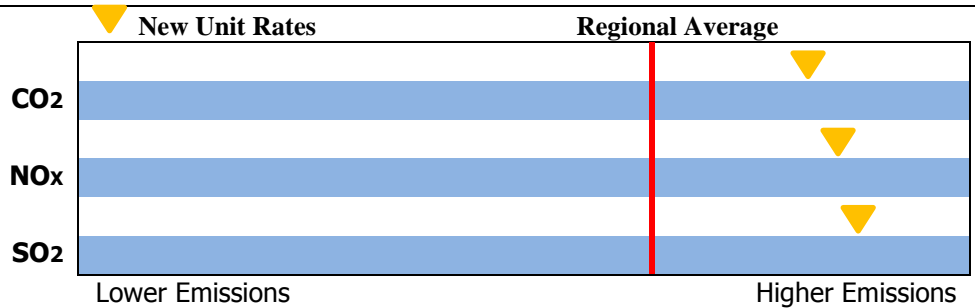 New Unit Rates Regional Average
CO2
NOx
SO2
Lower Emissions Higher Emissions